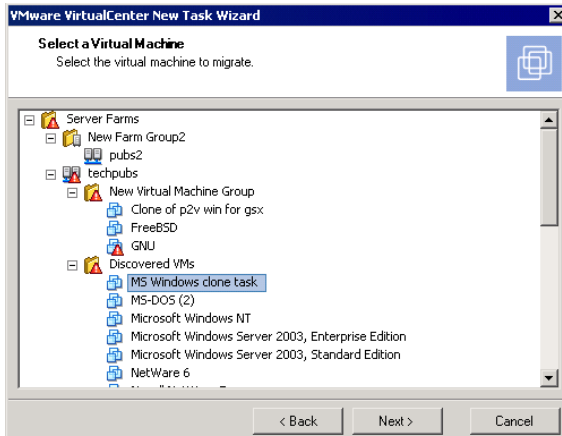 VMware VirtualCenter New Task Wizard
Select a Virtual Machine
Select the virtual machine to migrate.
Server Farms
New Farm Group2
pubs2
techpubs
New Virtual Machine Group
Clone of p2v win for gsx
FreeBSD
GNU
Discovered VMs
MS Windows clone task
MS-DOS (2)
Microsoft Windows NT
Microsoft Windows Server 2003, Enterprise Edition
Microsoft Windows Server 2003, Standard Edition
NetWare 6
< Back
Next >
Cancel